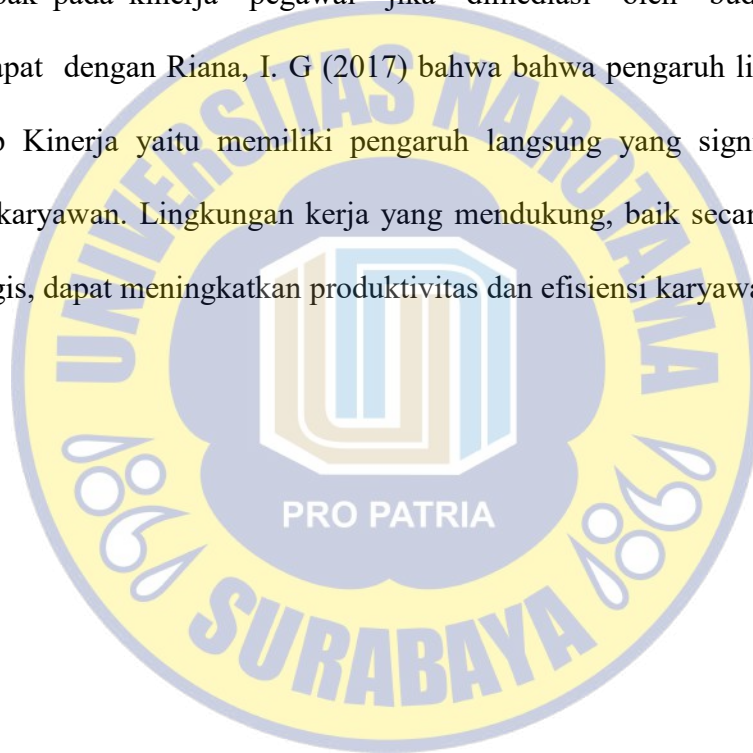 pada kinerja pegawai jika dimediasi oleh
dengan Riana, I. G (2017) bahwa bahwa pengaruh
Kinerja yaitu memiliki pengaruh langsung yang
karyawan. Lingkungan kerja yang mendukung, baik
dapat meningkatkan produktivitas dan efisiensi
UNIVERSITAS NAROTAMA
PRO PATRIA
SURABAYA